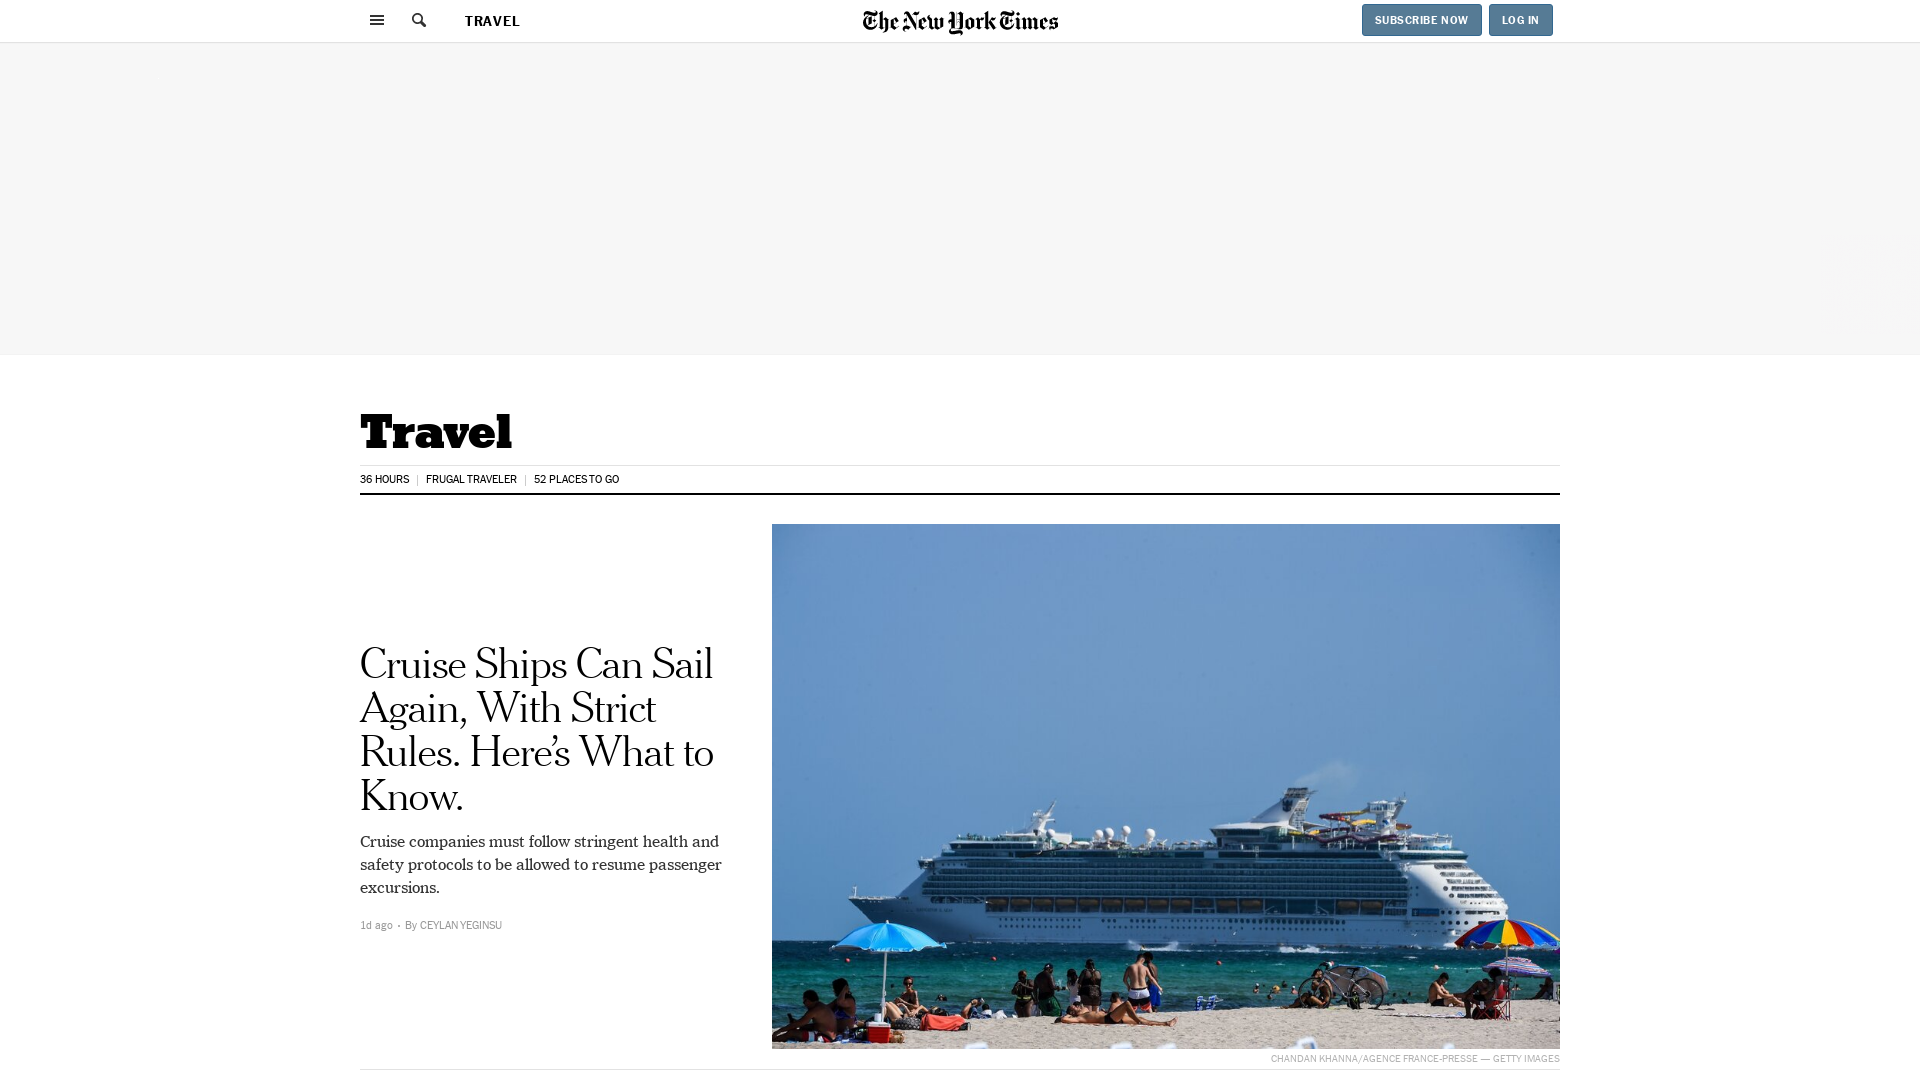 TRAVEL
The New York Times
SUBSCRIBE NOW
LOG IN
Travel
36 HOURS
FRUGAL TRAVELER
52 PLACES TO GO
Cruise Ships Can Sail
Again, With Strict
Rules. Here’s What to
Know.
Cruise companies must follow stringent health and
safety protocols to be allowed to resume passenger
excursions.
1d ago • By CEYLAN YEGINSU
CHANDAN KHANNA/AGENCE FRANCE-PRESSE — GETTY IMAGES